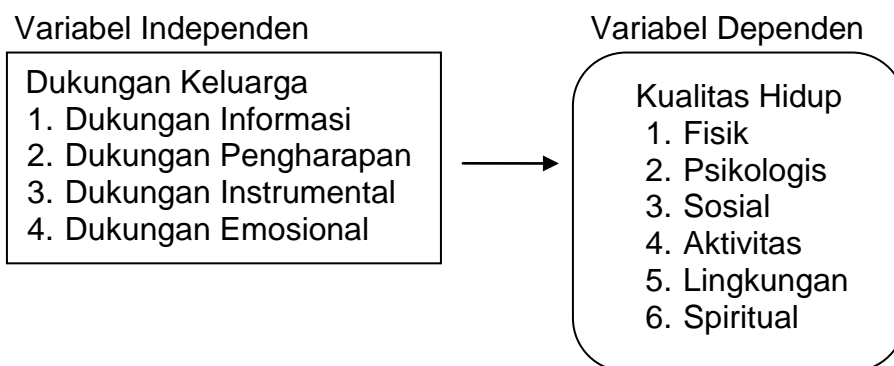 Variabel Independen
Dukungan Keluarga
1. Dukungan Informasi
2. Dukungan Pengharapan
3. Dukungan Instrumental
4. Dukungan Emosional
Variabel Dependen
Kualitas Hidup
1. Fisik
2. Psikologis
3. Sosial
4. Aktivitas
5. Lingkungan
6. Spiritual